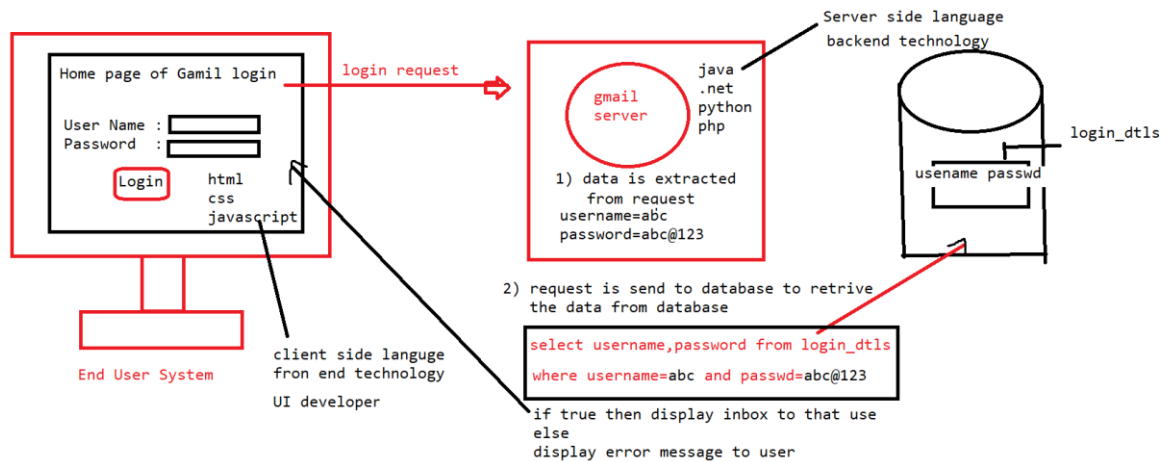 Home page of Gamil login
User Name :
Password :
Login
html
css
javascript
End User System
client side languge
fron end technology
UI developer
login request
gmail
server
java
.net
python
php
Server side language
backend technology
1) data is extracted
from request
username=abc
password=abc@123
2) request is send to database to retrive
the data from database
select username,password from login_dtls
where username=abc and passwd=abc@123
if true then display inbox to that use
else
display error message to user
login_dtls
usename passwd